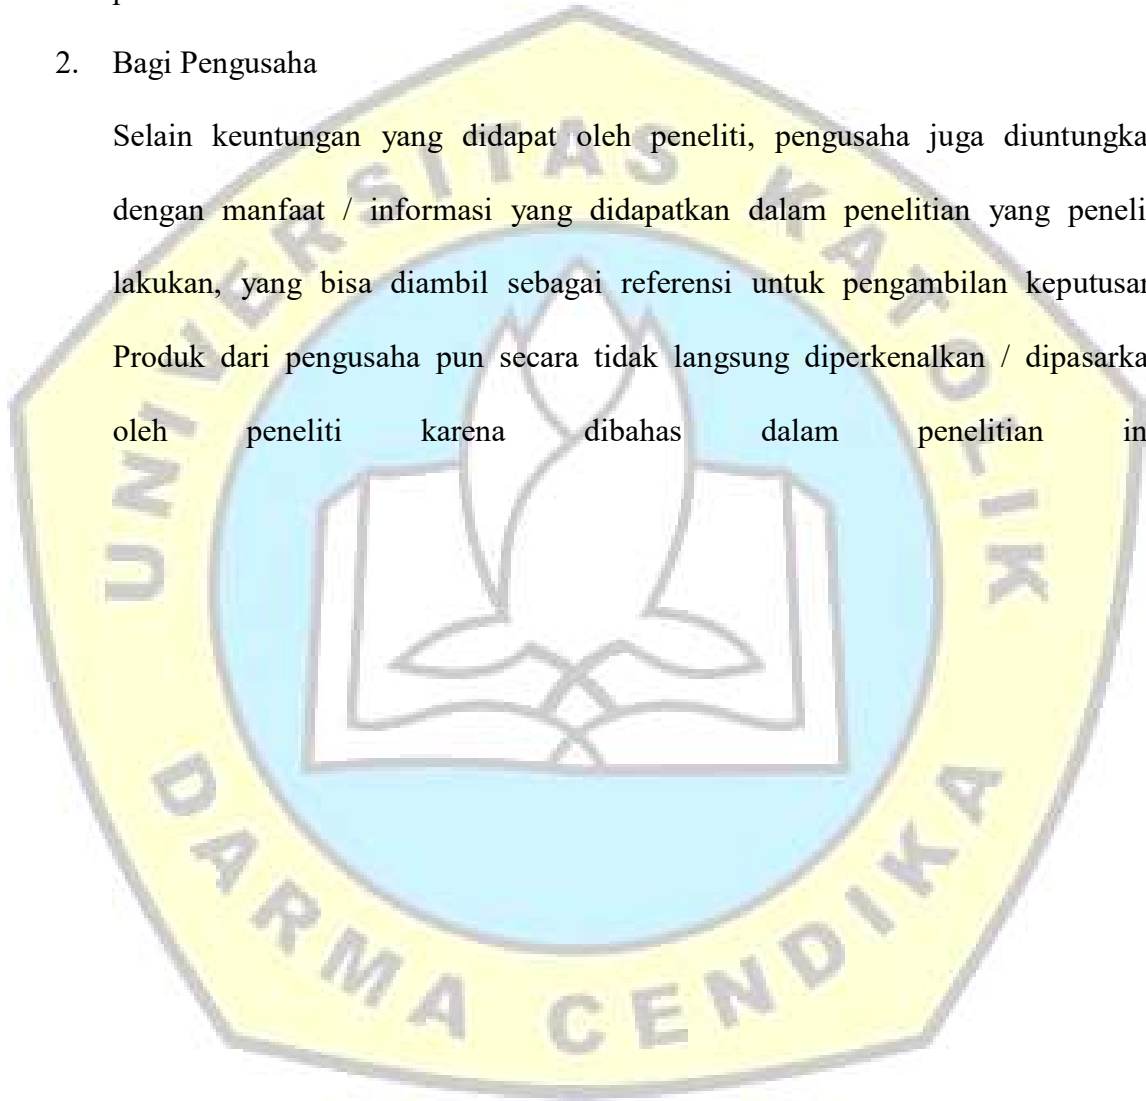 2. Bagi Pengusaha
Selain keuntungan yang didapat oleh peneliti, pengusaha juga diuntungka
dengan manfaat / informasi yang didapatkan dalam penelitian yang peneli
lakukan, yang bisa diambil sebagai referensi untuk pengambilan keputusan
Produk dari pengusaha pun secara tidak langsung diperkenalkan / dipasarka
oleh peneliti karena dibahas dalam penelitian in
UNIVERSITAS KATOLIK
DARMA CENDIKA